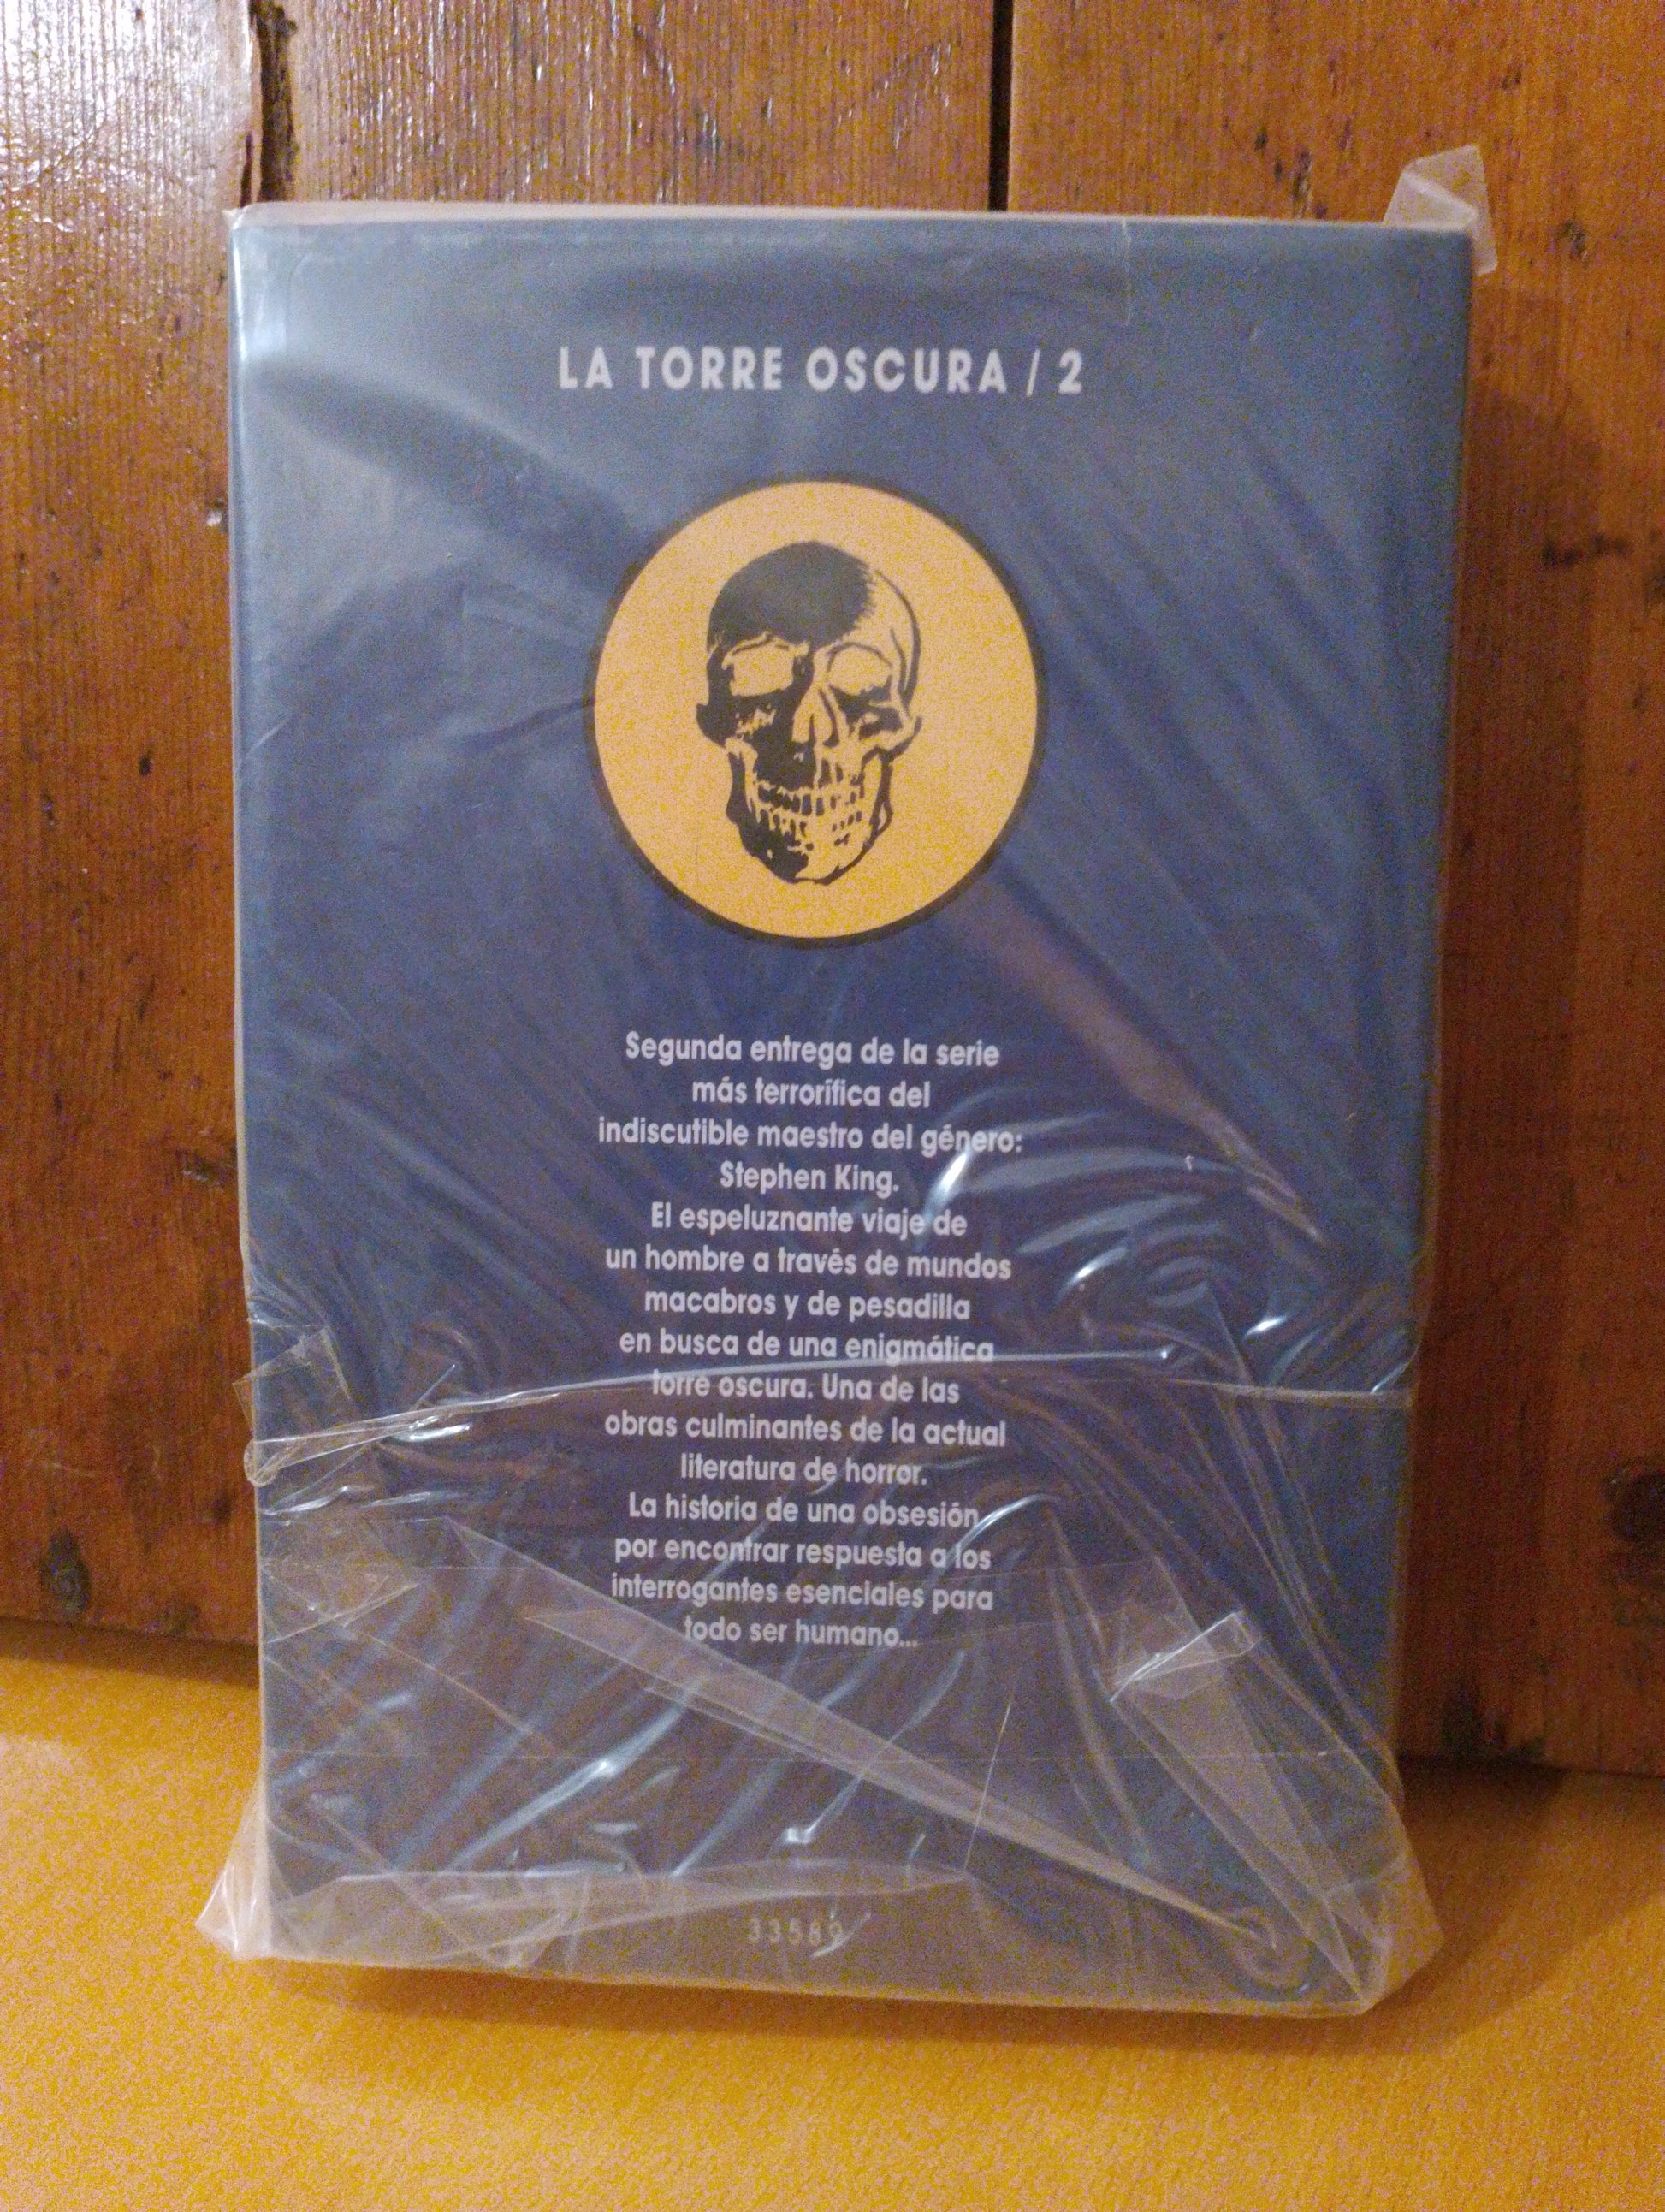 LA TORRE OSCURA / 2
Segunda entrega de la serie
más terrorífica del
indiscutible maestro del género:
Stephen King.
El espeluznante viaje de
un hombre a través de mundos
macabros y de pesadilla
en busca de una enigmática
torre oscura. Una de las
obras culminantes de la actual
literatura de horror.
La historia de una obsesión
por encontrar respuesta a los
interrogantes esenciales para
todo ser humano...
33589